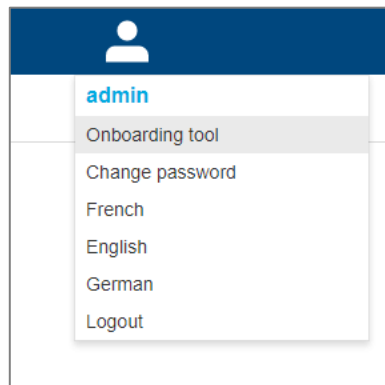 admin
Onboarding tool
Change password
French
English
German
Logout